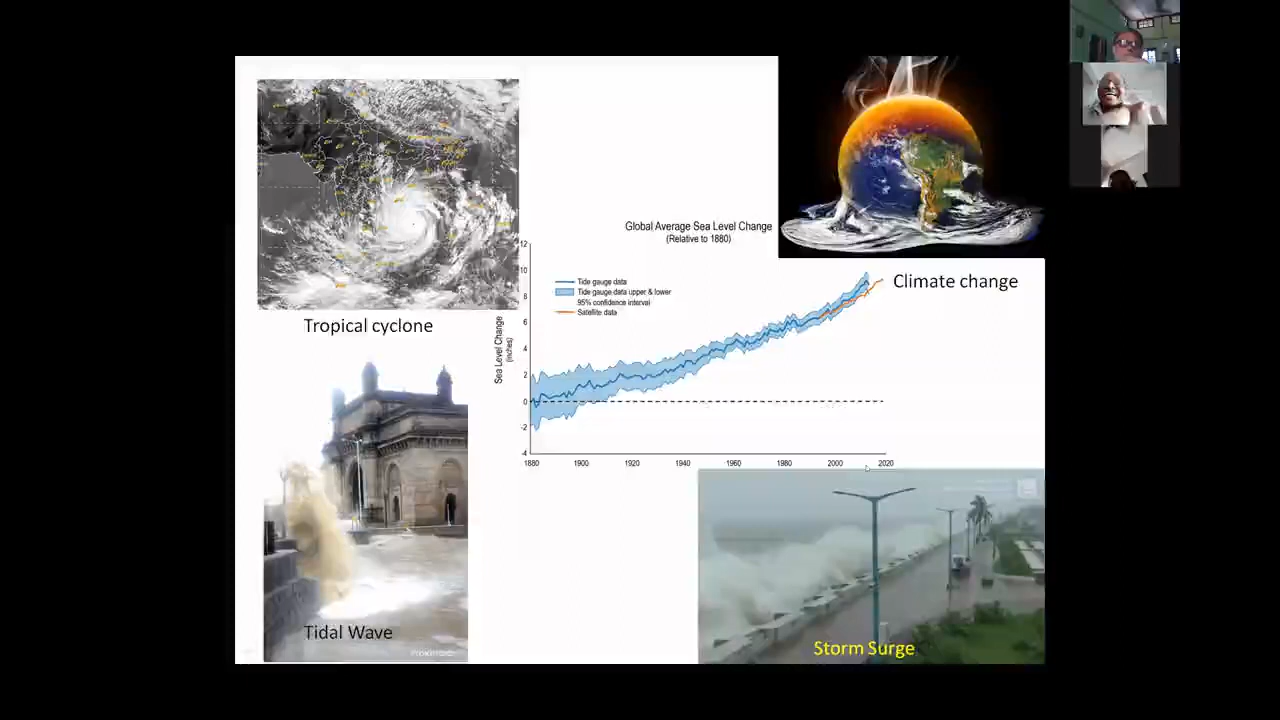 Tropical cyclone
Global Average Sea Level Change
(Relative to 1880)
Tide gauge data
Tide gauge data upper & lower
95% confidence interval
Satellite data
Sea Level Change
(inches)
12
10
8
6
4
2
0
-2
-4
1880
1900
1920
1940
1960
1980
2000
2020
Climate change
Tidal Wave
Storm Surge